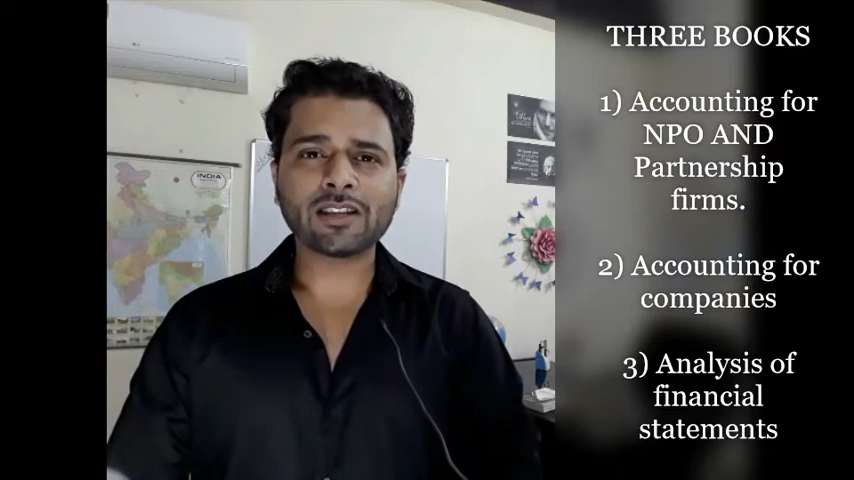 THREE BOOKS
1) Accounting for
NPO AND
Partnership
firms.
2) Accounting for
companies
3) Analysis of
financial
statements
INDIA